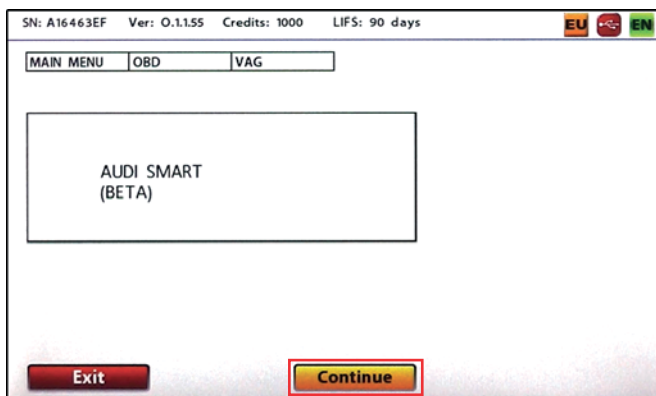 SN: A16463EF Ver: 0.1.1.55 Credits: 1000 LIFS: 90 days EU EN
MAIN MENU OBD VAG
AUDI SMART
(BETA)
Exit Continue